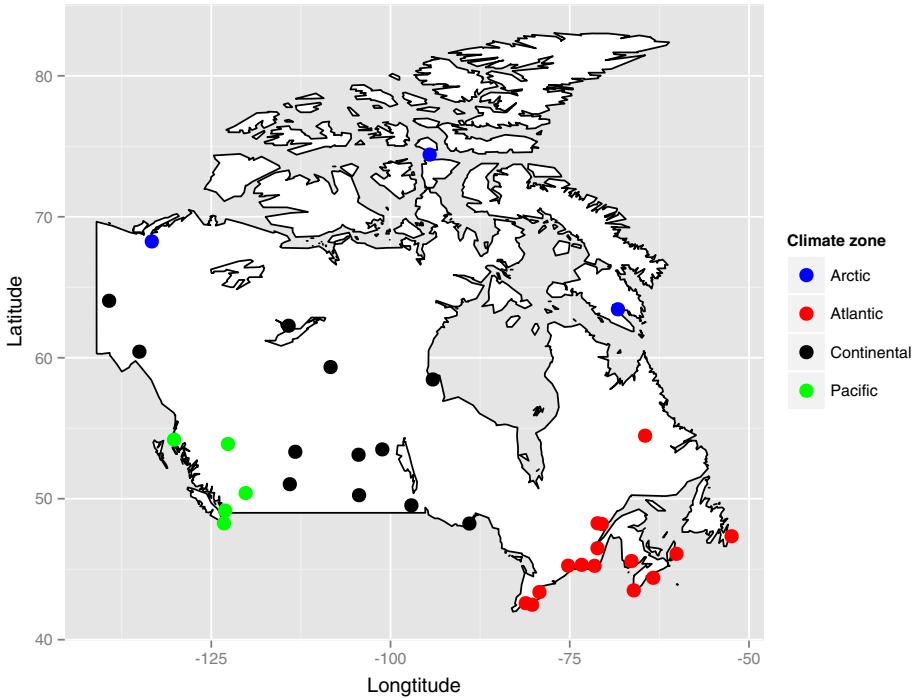 80
70
60
50
40
-125
-100
-75
-50
Latitude
Longtitude
Climate zone
Arctic
Atlantic
Continental
Pacific